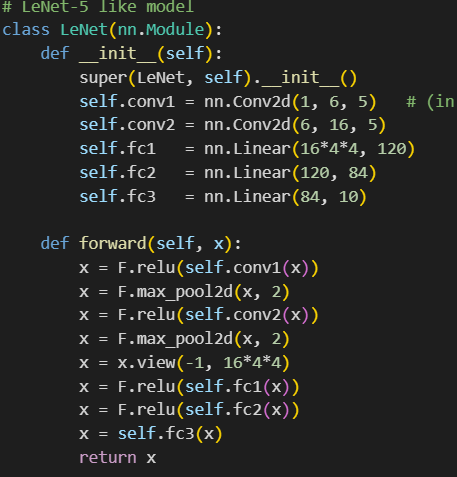 # LeNet-5 like model
class LeNet(nn.Module):
    def __init__(self):
        super(LeNet, self).__init__()
        self.conv1 = nn.Conv2d(1, 6, 5)   # (in
        self.conv2 = nn.Conv2d(6, 16, 5)
        self.fc1   = nn.Linear(16*4*4, 120)
        self.fc2   = nn.Linear(120, 84)
        self.fc3   = nn.Linear(84, 10)

    def forward(self, x):
        x = F.relu(self.conv1(x))
        x = F.max_pool2d(x, 2)
        x = F.relu(self.conv2(x))
        x = F.max_pool2d(x, 2)
        x = x.view(-1, 16*4*4)
        x = F.relu(self.fc1(x))
        x = F.relu(self.fc2(x))
        x = self.fc3(x)
        return x